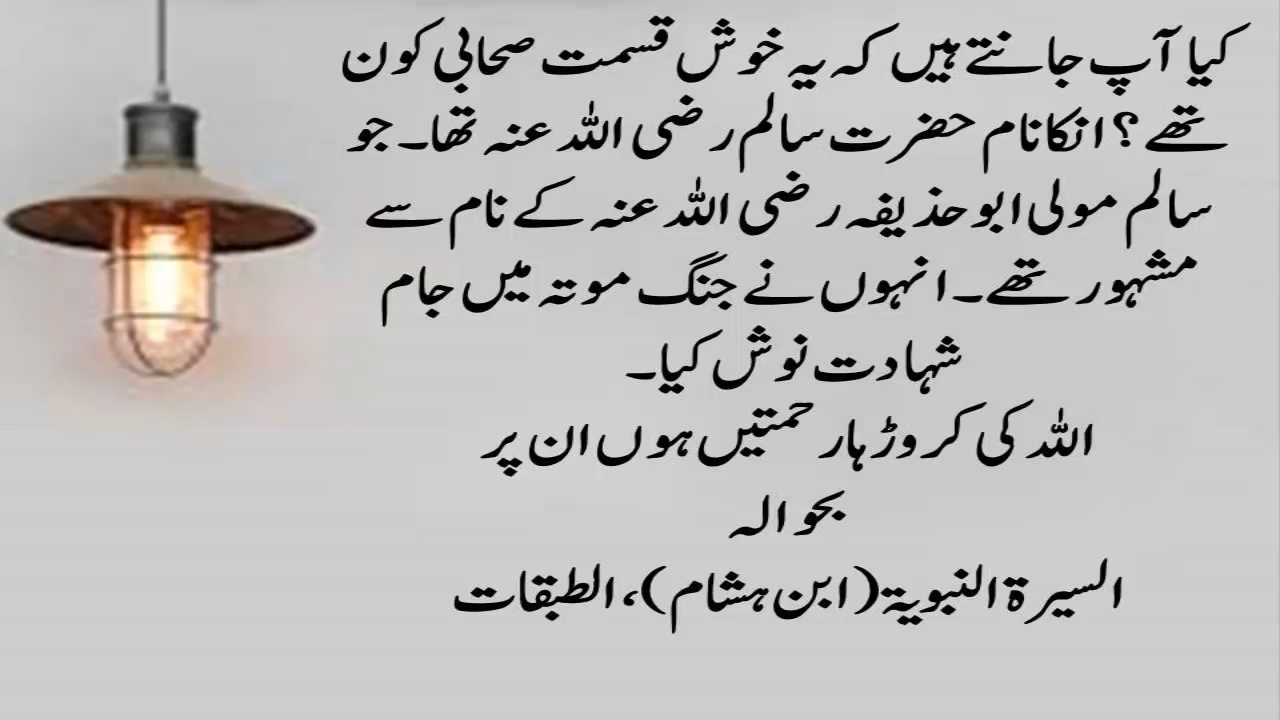 کیا آپ جانتے ہیں کہ یہ خوش قسمت صحابی کون
تھے؟ انکا نام حضرت سالم رضی اللہ عنہ تھا۔ جو
سالم مولی ابو حذیفہ رضی اللہ عنہ کے نام سے
مشہور تھے۔ انہوں نے جنگ موتہ میں جام
شہادت نوش کیا۔
اللہ کی کروڑہا رحمتیں ہوں ان پر
بحوالہ
السیرۃ النبویۃ (ابن ہشام)، الطبقات